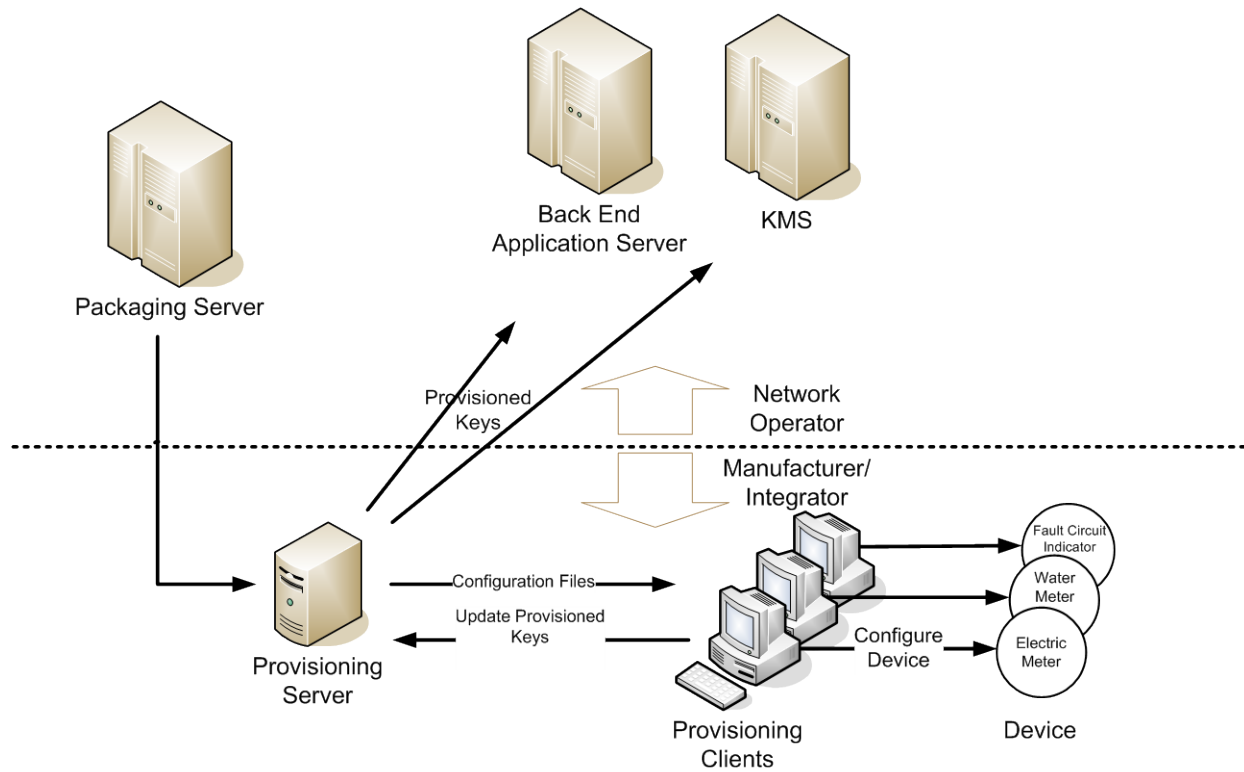 Back End
Application Server
KMS
Packaging Server
Provisioned
Keys
Network
Operator
Manufacturer/
Integrator
Fault Circuit
Indicator
Water
Meter
Electric
Meter
Configuration Files
Update Provisioned
Keys
Configure
Device
Provisioning
Server
Provisioning
Clients
Device